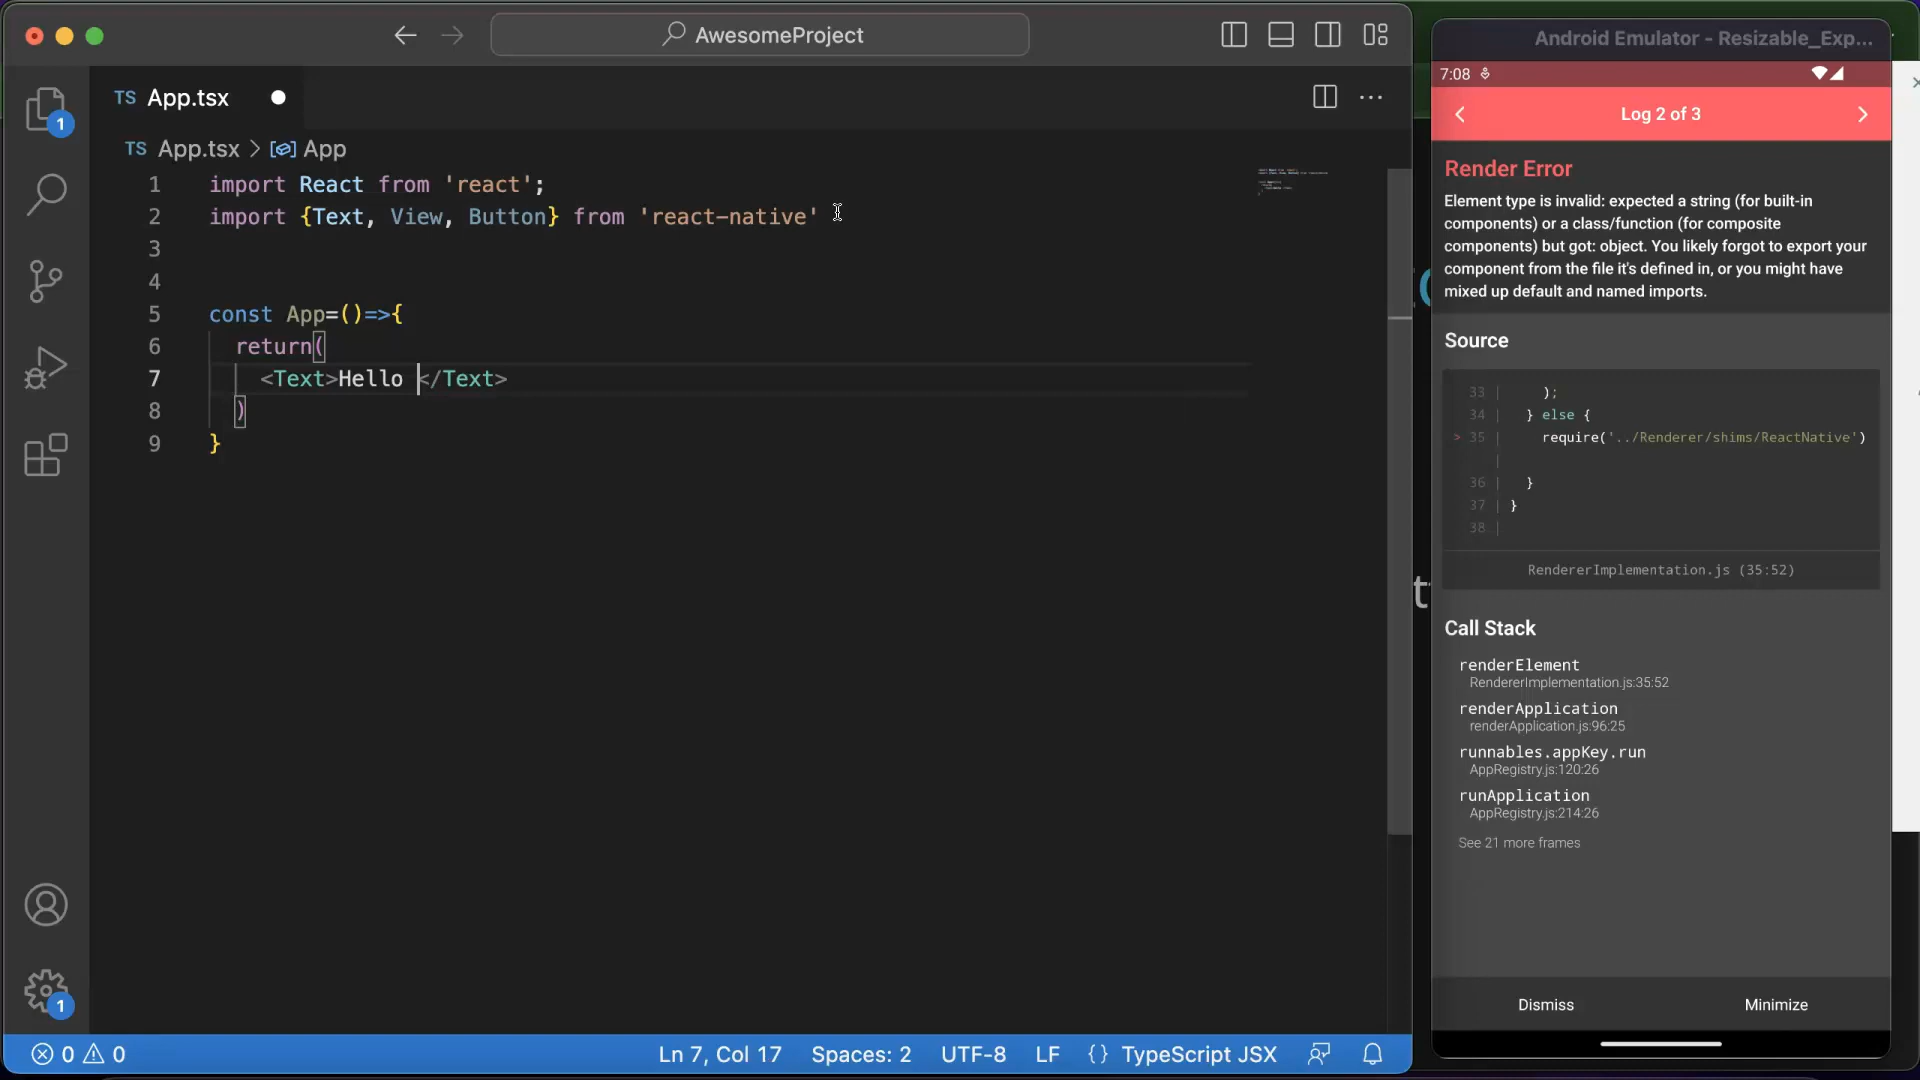 AwesomeProject
TS App.tsx
TS App.tsx > App
1 import React from 'react';
2 import {Text, View, Button} from 'react-native'
3
4
5 const App=()=>{
6 return(
7 <Text>Hello </Text>
8 )
9 }
1
1
0 0
Ln 7, Col 17
Spaces: 2
UTF-8
LF
{} TypeScript JSX
Android Emulator - Resizable_Exp...
7:08
Log 2 of 3
Render Error
Element type is invalid: expected a string (for built-in
components) or a class/function (for composite
components) but got: object. You likely forgot to export your
component from the file it's defined in, or you might have
mixed up default and named imports.
Source
33 | );
34 | } else {
> 35 | require('../Renderer/shims/ReactNative')
|
36 | }
37 | }
38 |
RendererImplementation.js (35:52)
Call Stack
renderElement
RendererImplementation.js:35:52
renderApplication
renderApplication.js:96:25
runnables.appKey.run
AppRegistry.js:120:26
runApplication
AppRegistry.js:214:26
See 21 more frames
Dismiss
Minimize